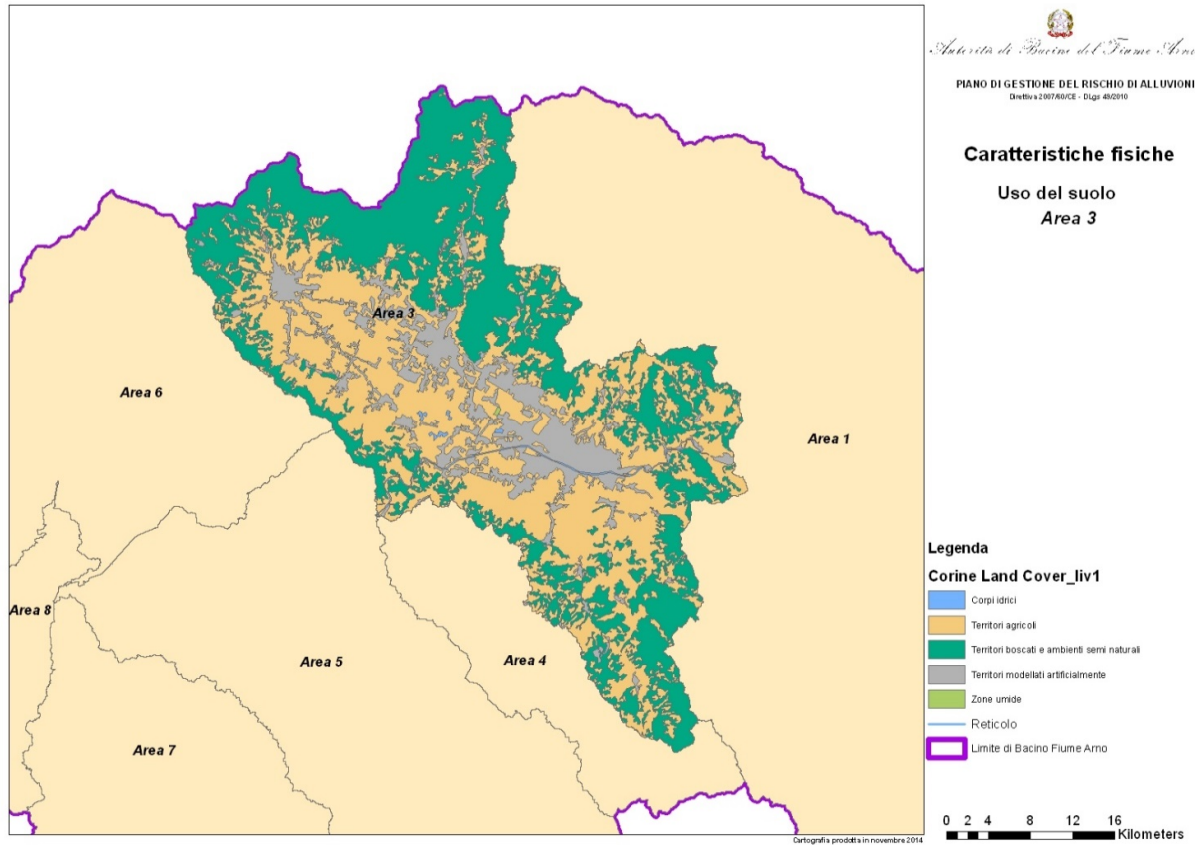 Autorità di Bacino del Fiume Arno
PIANO DI GESTIONE DEL RISCHIO DI ALLUVIONI
Direttiva 2007/60/CE - DLgs 49/2010
Caratteristiche fisiche
Uso del suolo
Area 3
Area 3
Area 6
Area 1
Area 8
Area 5
Area 4
Area 7
Legenda
Corine Land Cover_liv1
Corpi idrici
Territori agricoli
Territori boscati e ambienti semi naturali
Territori modellati artificialmente
Zone umide
Reticolo
Limite di Bacino Fiume Arno
0 2 4 8 12 16
Kilometers
Cartografia prodotta in novembre 2014